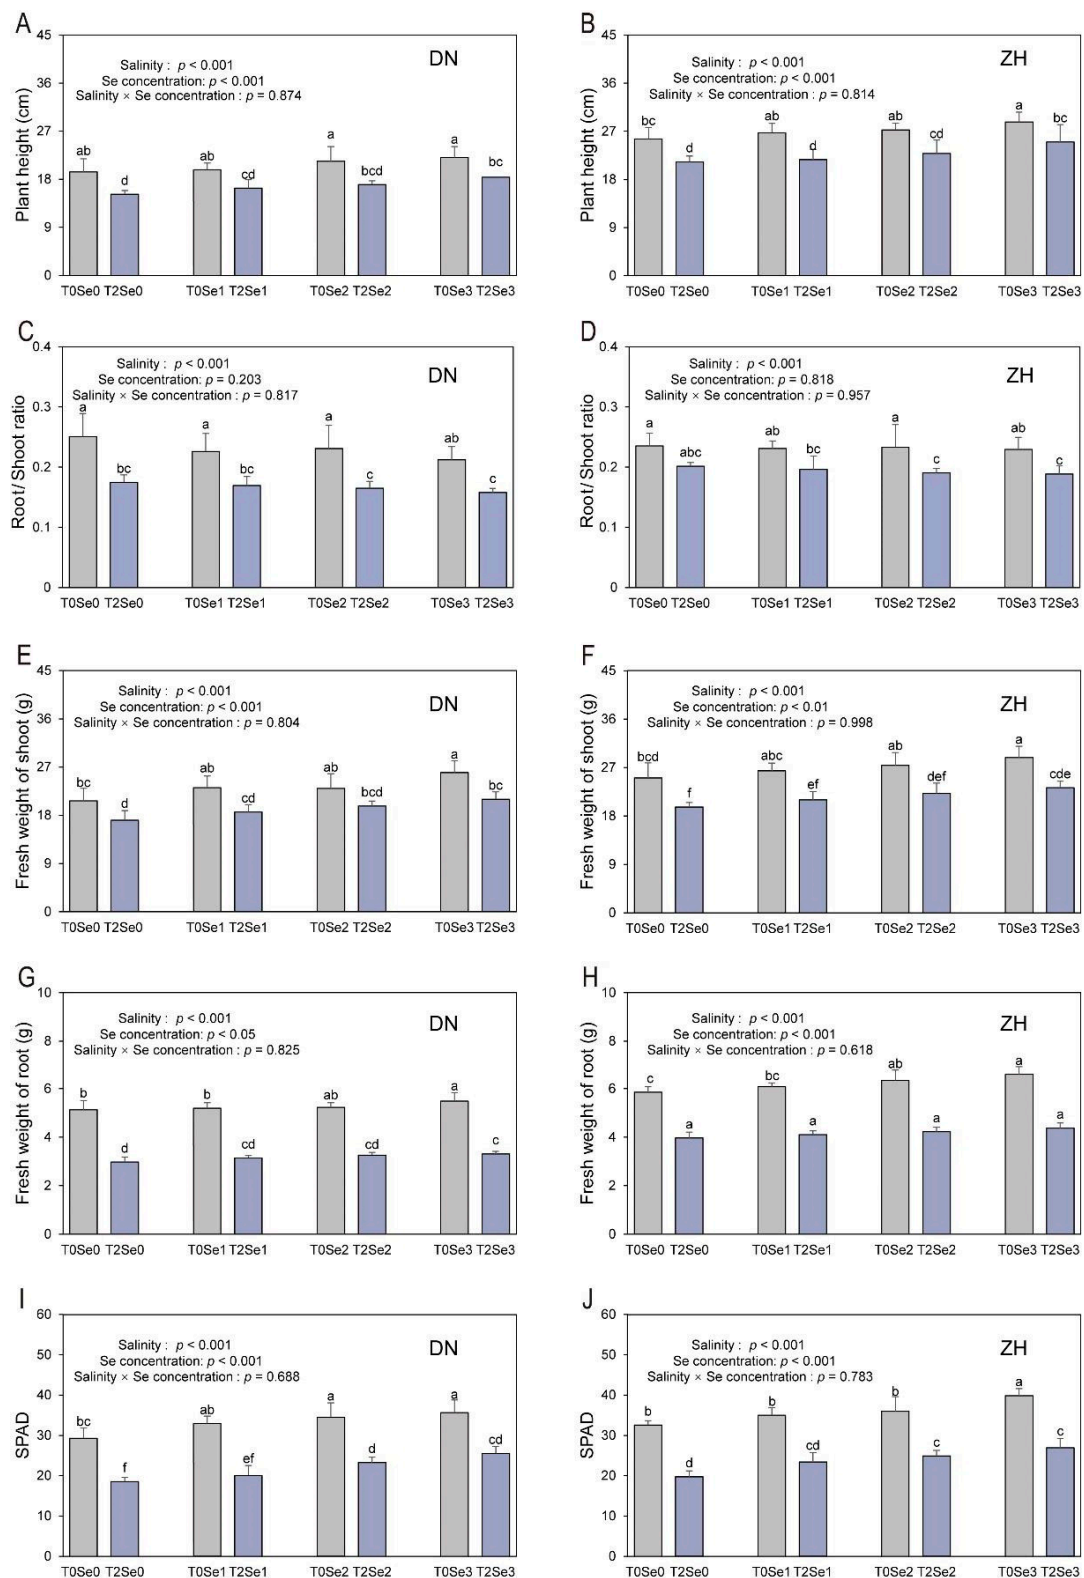 A
45
36
27
18
9
0
Plant height (cm)
Salinity : p < 0.001
Se concentration: p < 0.001
Salinity × Se concentration : p = 0.874
DN
ab d ab cd a bcd a bc
T0Se0 T2Se0 T0Se1 T2Se1 T0Se2 T2Se2 T0Se3 T2Se3
B
45
36
27
18
9
0
Plant height (cm)
Salinity : p < 0.001
Se concentration: p < 0.001
Salinity × Se concentration : p = 0.814
ZH
bc d ab d ab cd a bc
T0Se0 T2Se0 T0Se1 T2Se1 T0Se2 T2Se2 T0Se3 T2Se3
C
0.4
0.3
0.2
0.1
0
Root/ Shoot ratio
Salinity : p < 0.001
Se concentration: p = 0.203
Salinity × Se concentration : p = 0.817
DN
a bc a bc a c ab c
T0Se0 T2Se0 T0Se1 T2Se1 T0Se2 T2Se2 T0Se3 T2Se3
D
0.4
0.3
0.2
0.1
0
Root/ Shoot ratio
Salinity : p < 0.001
Se concentration: p = 0.818
Salinity × Se concentration : p = 0.957
ZH
a abc ab bc a c ab c
T0Se0 T2Se0 T0Se1 T2Se1 T0Se2 T2Se2 T0Se3 T2Se3
E
45
36
27
18
9
0
Fresh weight of shoot (g)
Salinity : p < 0.001
Se concentration: p < 0.001
Salinity × Se concentration : p = 0.804
DN
bc d ab cd ab bcd a bc
T0Se0 T2Se0 T0Se1 T2Se1 T0Se2 T2Se2 T0Se3 T2Se3
F
45
36
27
18
9
0
Fresh weight of shoot (g)
Salinity : p < 0.001
Se concentration: p < 0.01
Salinity × Se concentration : p = 0.998
ZH
bcd f abc ef ab def a cde
T0Se0 T2Se0 T0Se1 T2Se1 T0Se2 T2Se2 T0Se3 T2Se3
G
10
8
6
4
2
0
Fresh weight of root (g)
Salinity : p < 0.001
Se concentration: p < 0.05
Salinity × Se concentration : p = 0.825
DN
b d b cd ab cd a c
T0Se0 T2Se0 T0Se1 T2Se1 T0Se2 T2Se2 T0Se3 T2Se3
H
10
8
6
4
2
0
Fresh weight of root (g)
Salinity : p < 0.001
Se concentration: p < 0.001
Salinity × Se concentration : p = 0.618
ZH
c a bc a ab a a a
T0Se0 T2Se0 T0Se1 T2Se1 T0Se2 T2Se2 T0Se3 T2Se3
I
60
50
40
30
20
10
0
SPAD
Salinity : p < 0.001
Se concentration: p < 0.001
Salinity × Se concentration : p = 0.688
DN
bc f ab ef a d a cd
T0Se0 T2Se0 T0Se1 T2Se1 T0Se2 T2Se2 T0Se3 T2Se3
J
60
50
40
30
20
10
0
SPAD
Salinity : p < 0.001
Se concentration: p < 0.001
Salinity × Se concentration : p = 0.783
ZH
b d b cd b c a c
T0Se0 T2Se0 T0Se1 T2Se1 T0Se2 T2Se2 T0Se3 T2Se3